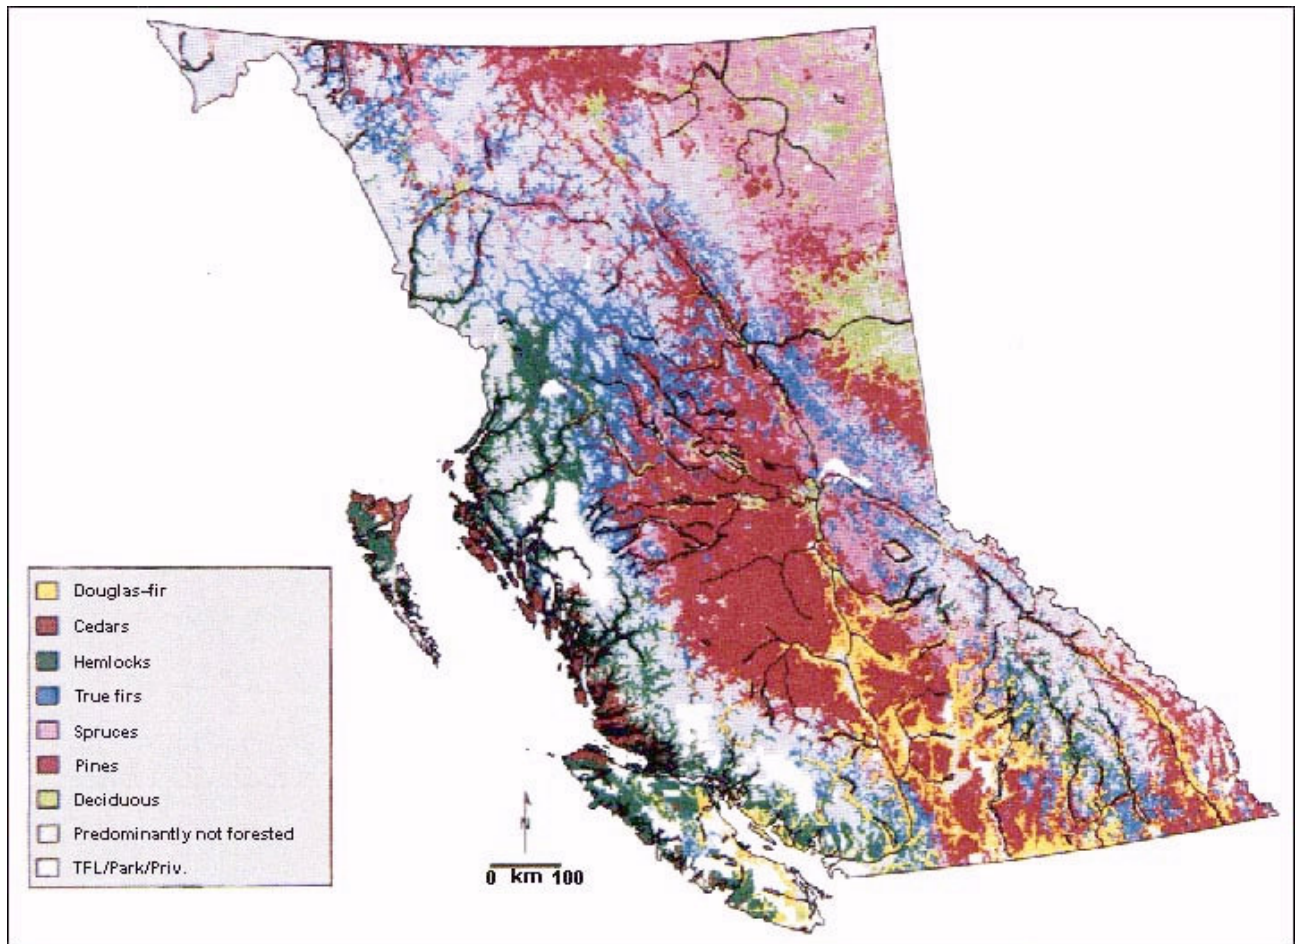 Douglas-fir
Cedars
Hemlocks
True firs
Spruces
Pines
Deciduous
Predominantly not forested
TFL/Park/Priv.
N
0 km 100